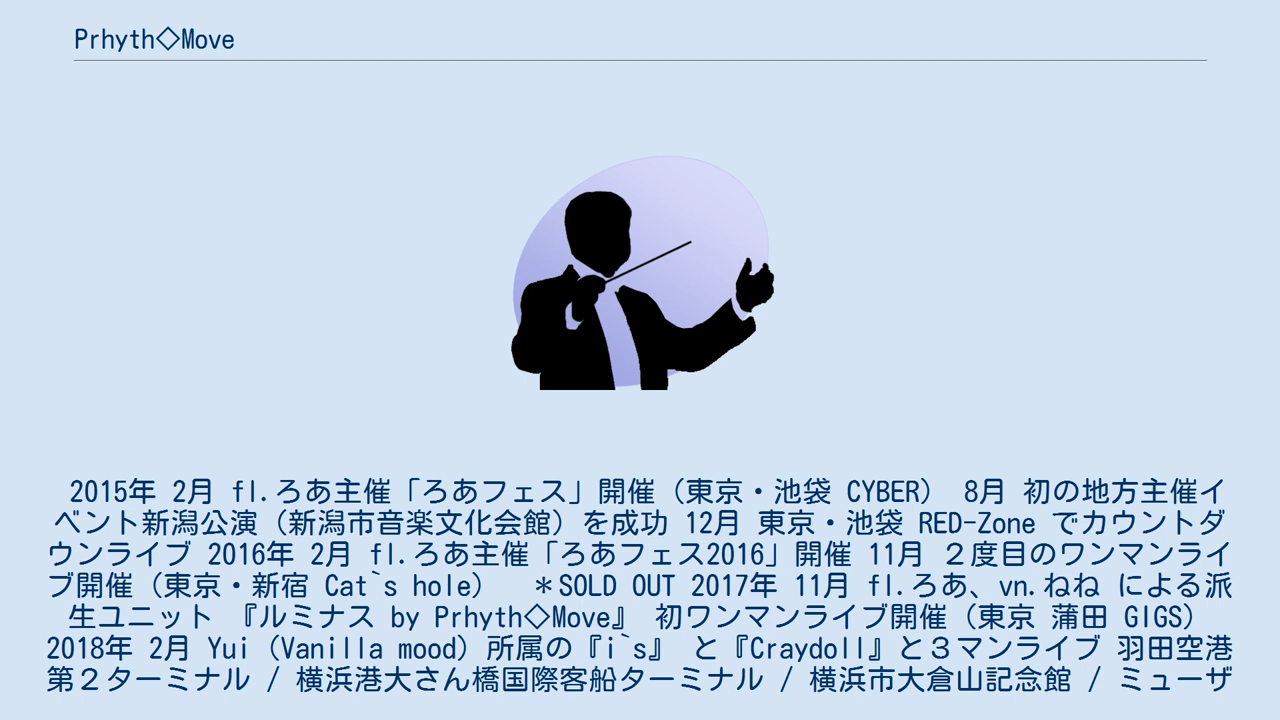 Prhyth◇Move
2015年 2月 fl.ろあ主催「ろあフェス」開催（東京・池袋 CYBER） 8月 初の地方主催イ
ベント新潟公演（新潟市音楽文化会館）を成功 12月 東京・池袋 RED-Zone でカウントダ
ウンライブ 2016年 2月 fl.ろあ主催「ろあフェス2016」開催 11月 ２度目のワンマンライ
ブ開催（東京・新宿 Cat`s hole）　＊SOLD OUT 2017年 11月 fl.ろあ、vn.ねね による派
生ユニット 『ルミナス by Prhyth◇Move』 初ワンマンライブ開催（東京 蒲田 GIGS）
2018年 2月 Yui（Vanilla mood）所属の『i`s』 と『Craydoll』と３マンライブ 羽田空港
第２ターミナル / 横浜港大さん橋国際客船ターミナル / 横浜市大倉山記念館 / ミューザ